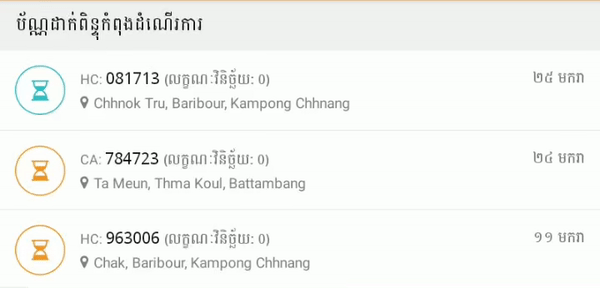 ប័ណ្ណដាក់ពិន្ទុកំពុងដំណើរការ
HC: 081713 (លក្ខណៈវិនិច្ឆ័យ: 0)
២៥ មករា
Chhnok Tru, Baribour, Kampong Chhnang
CA: 784723 (លក្ខណៈវិនិច្ឆ័យ: 0)
២៤ មករា
Ta Meun, Thma Koul, Battambang
HC: 963006 (លក្ខណៈវិនិច្ឆ័យ: 0)
១១ មករា
Chak, Baribour, Kampong Chhnang